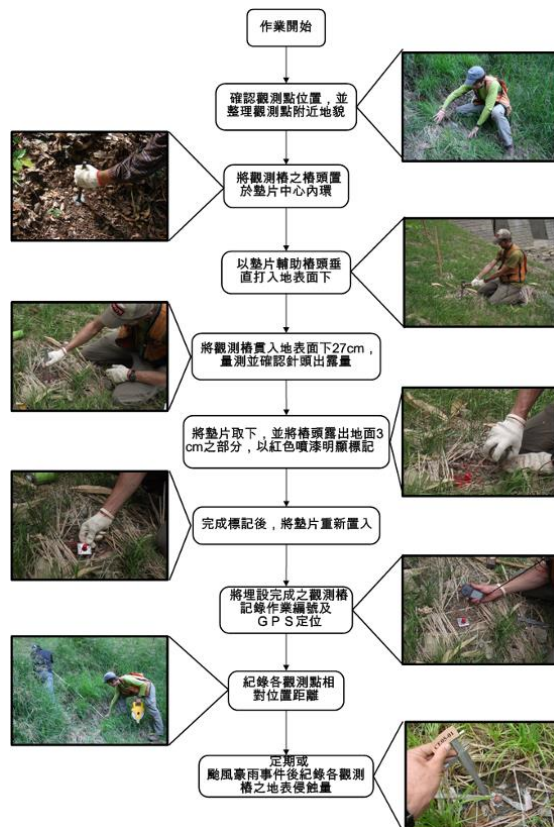 作業開始
確認觀測點位置，並
整理觀測點附近地貌
將觀測樁之樁頭置
於墊片中心內環
以墊片輔助樁頭垂
直打入地表面下
將觀測樁貫入地表面下27cm，
量測並確認針頭出露量
將墊片取下，並將樁頭露出地面3
cm之部分，以紅色噴漆明顯標記
完成標記後，將墊片重新置入
將埋設完成之觀測樁
記錄作業編號及
GPS定位
紀錄各觀測點相
對位置距離
定期或
颱風豪雨事件後紀錄各觀測
樁之地表侵蝕量